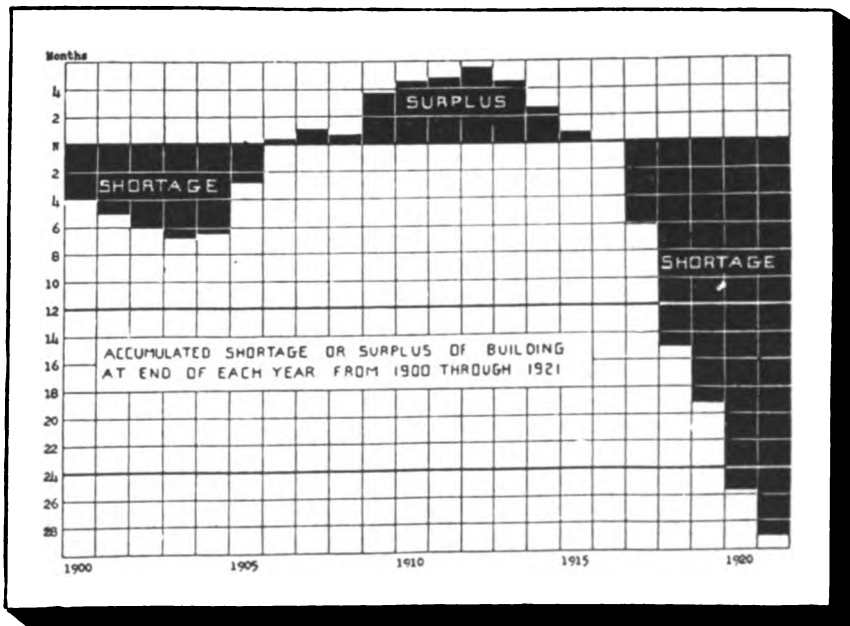 Months
4
2
N
2
4
6
8
10
12
14
16
18
20
22
24
26
28
SURPLUS
SHORTAGE
SHORTAGE
ACCUMULATED SHORTAGE OR SURPLUS OF BUILDING
AT END OF EACH YEAR FROM 1900 THROUGH 1921
1900 1905 1910 1915 1920